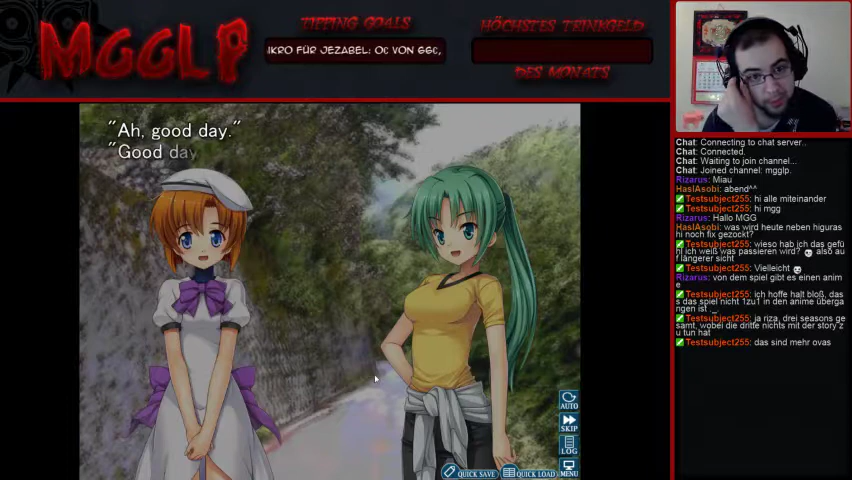 MGGLP
TIPPING GOALS
IKRO FÜR JEZABEL: 0€ VON 66€,
HÖCHSTES TRINKGELD
DES MONATS
"Ah, good day."
"Good day
AUTO
SKIP
LOG
MENU
QUICK SAVE
QUICK LOAD
Chat: Connecting to chat server..
Chat: Connected.
Chat: Waiting to join channel...
Chat: Joined channel: mgglp.
Rizarus: Miau
HaslAsobi: abend^^
Testsubject255: hi alle miteinander
Testsubject255: hi mgg
Rizarus: Hallo MGG
HaslAsobi: was wird heute neben higuras
hi noch fix gezockt?
Testsubject255: wieso hab ich das gefü
hl ich weiß was passieren wird? also a
uf längerer sicht
Testsubject255: Vielleicht
Rizarus: von dem spiel gibt es einen anim
e
Testsubject255: ich hoffe halt bloß, das
s das spiel nicht 1zu1 in den anime überga
ngen ist ._.
Testsubject255: ja riza, drei seasons ge
samt, wobei die dritte nichts mit der story z
u tun hat
Testsubject255: das sind mehr ovas